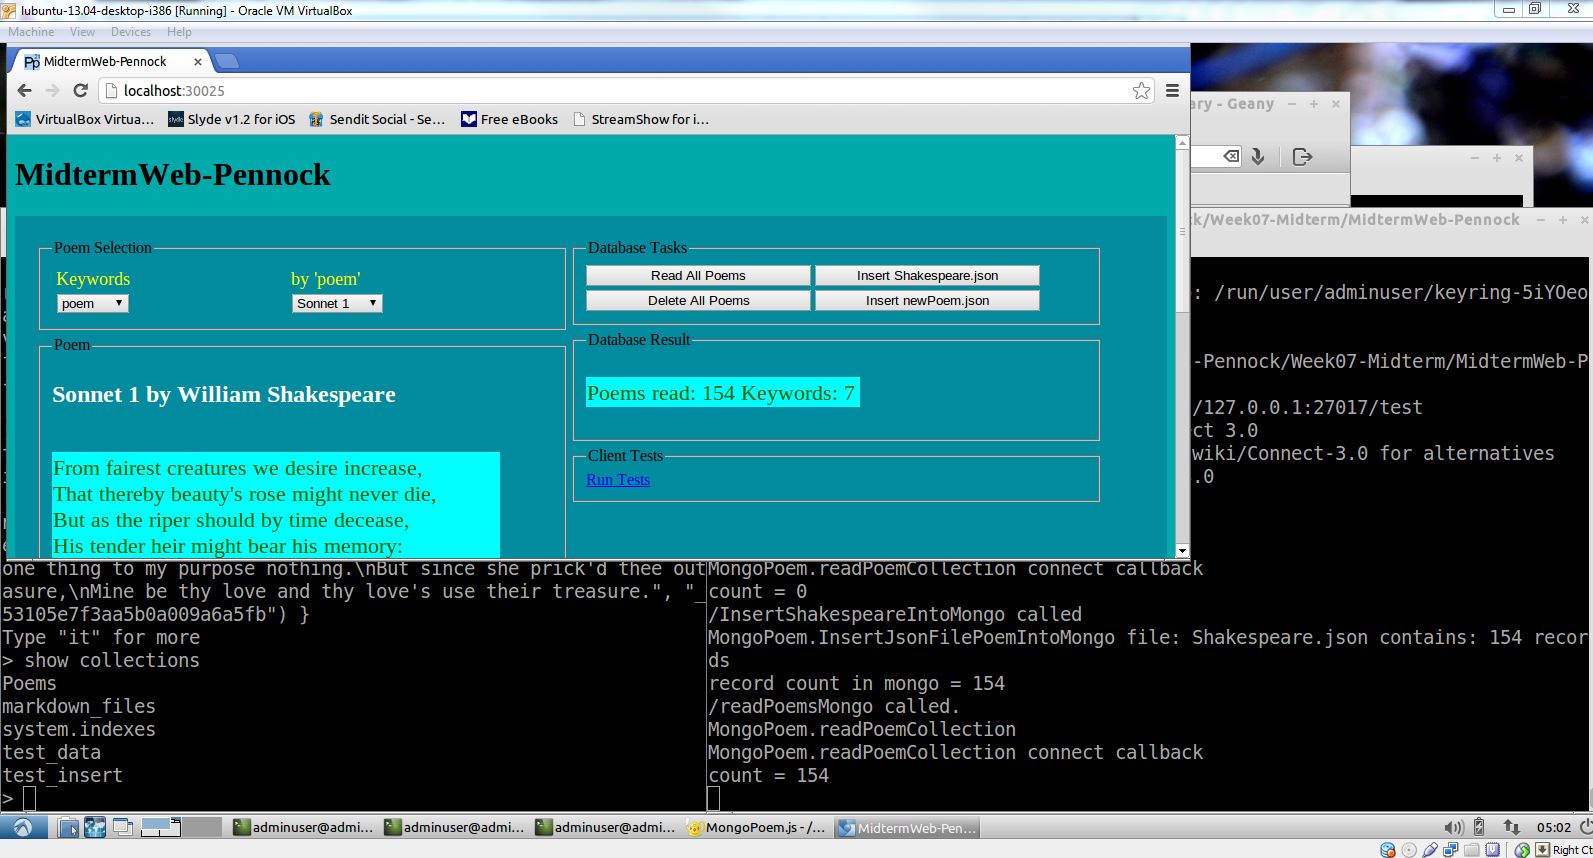 lubuntu-13.04-desktop-i386 [Running] - Oracle VM VirtualBox
Machine View Devices Help
MidtermWeb-Pennock
localhost:30025
VirtualBox Virtua... Slyde v1.2 for iOS Sendit Social - Se... Free eBooks StreamShow for i...
ary - Geany
MidtermWeb-Pennock
Poem Selection
Keywords by 'poem'
poem Sonnet 1
Poem
Sonnet 1 by William Shakespeare
From fairest creatures we desire increase,
That thereby beauty's rose might never die,
But as the riper should by time decease,
His tender heir might bear his memory:
Database Tasks
Read All Poems Insert Shakespeare.json
Delete All Poems Insert newPoem.json
Database Result
Poems read: 154 Keywords: 7
Client Tests
Run Tests
ck/Week07-Midterm/MidtermWeb-Pennock
: /run/user/adminuser/keyring-5iYOeo
-Pennock/Week07-Midterm/MidtermWeb-P
/127.0.0.1:27017/test
ct 3.0
wiki/Connect-3.0 for alternatives
.0
one thing to my purpose nothing.\nBut since she prick'd thee out
asure,\nMine be thy love and thy love's use their treasure.", "_
53105e7f3aa5b0a009a6a5fb") }
Type "it" for more
> show collections
Poems
markdown_files
system.indexes
test_data
test_insert
>
MongoPoem.readPoemCollection connect callback
count = 0
/InsertShakespeareIntoMongo called
MongoPoem.InsertJsonFilePoemIntoMongo file: Shakespeare.json contains: 154 recor
ds
record count in mongo = 154
/readPoemsMongo called.
MongoPoem.readPoemCollection
MongoPoem.readPoemCollection connect callback
count = 154
adminuser@admi... adminuser@admi... adminuser@admi... MongoPoem.js - /... MidtermWeb-Pen... 05:02
Right Ct